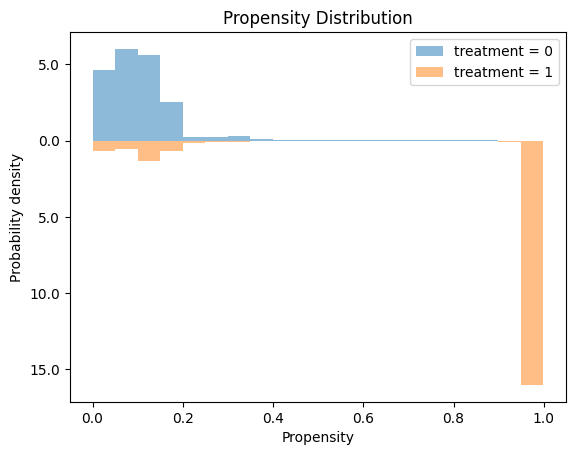 Propensity Distribution
treatment = 0
treatment = 1
5.0
0.0
5.0
10.0
15.0
Probability density
0.0
0.2
0.4
0.6
0.8
1.0
Propensity